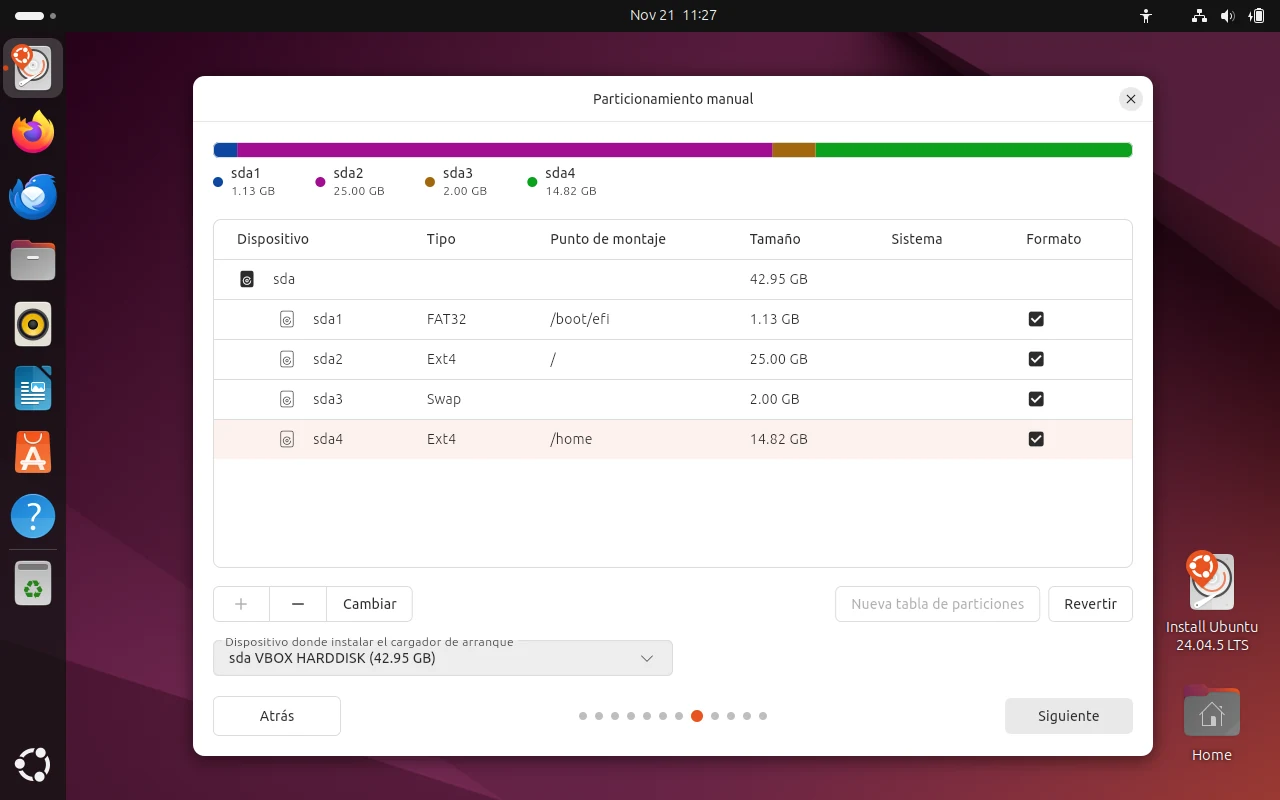 Nov 21 11:27
Particionamiento manual
sda1
1.13 GB
sda2
25.00 GB
sda3
2.00 GB
sda4
14.82 GB
Dispositivo Tipo Punto de montaje Tamaño Sistema Formato
sda 42.95 GB
sda1 FAT32 /boot/efi 1.13 GB
sda2 Ext4 / 25.00 GB
sda3 Swap 2.00 GB
sda4 Ext4 /home 14.82 GB
+ − Cambiar Nueva tabla de particiones Revertir
Dispositivo donde instalar el cargador de arranque
sda VBOX HARDDISK (42.95 GB)
Atrás Siguiente
Install Ubuntu
24.04.5 LTS
Home